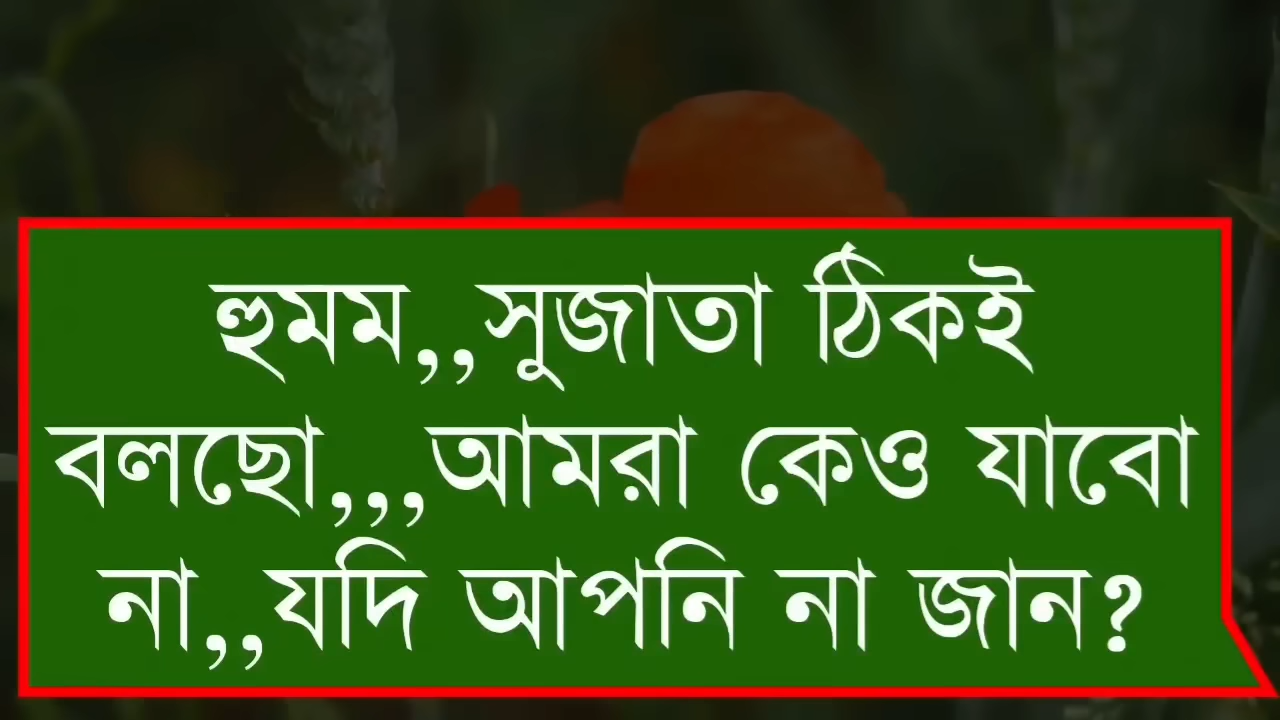 হুমম,,সুজাতা ঠিকই
বলছো,,,আমরা কেও যাবো
না,,যদি আপনি না জান?